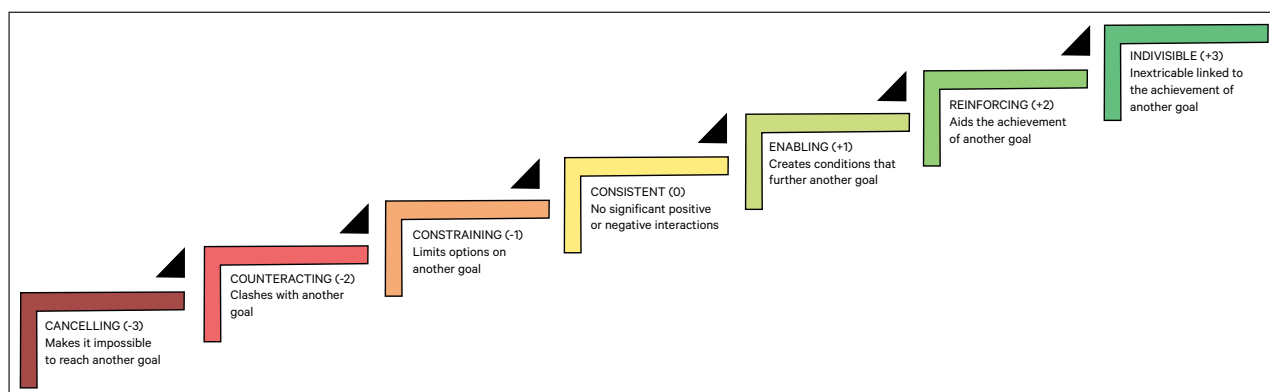 CANCELLING (-3)
Makes it impossible
to reach another goal
COUNTERACTING (-2)
Clashes with another
goal
CONSTRAINING (-1)
Limits options on
another goal
CONSISTENT (0)
No significant positive
or negative interactions
ENABLING (+1)
Creates conditions that
further another goal
REINFORCING (+2)
Aids the achievement
of another goal
INDIVISIBLE (+3)
Inextricable linked to
the achievement of
another goal